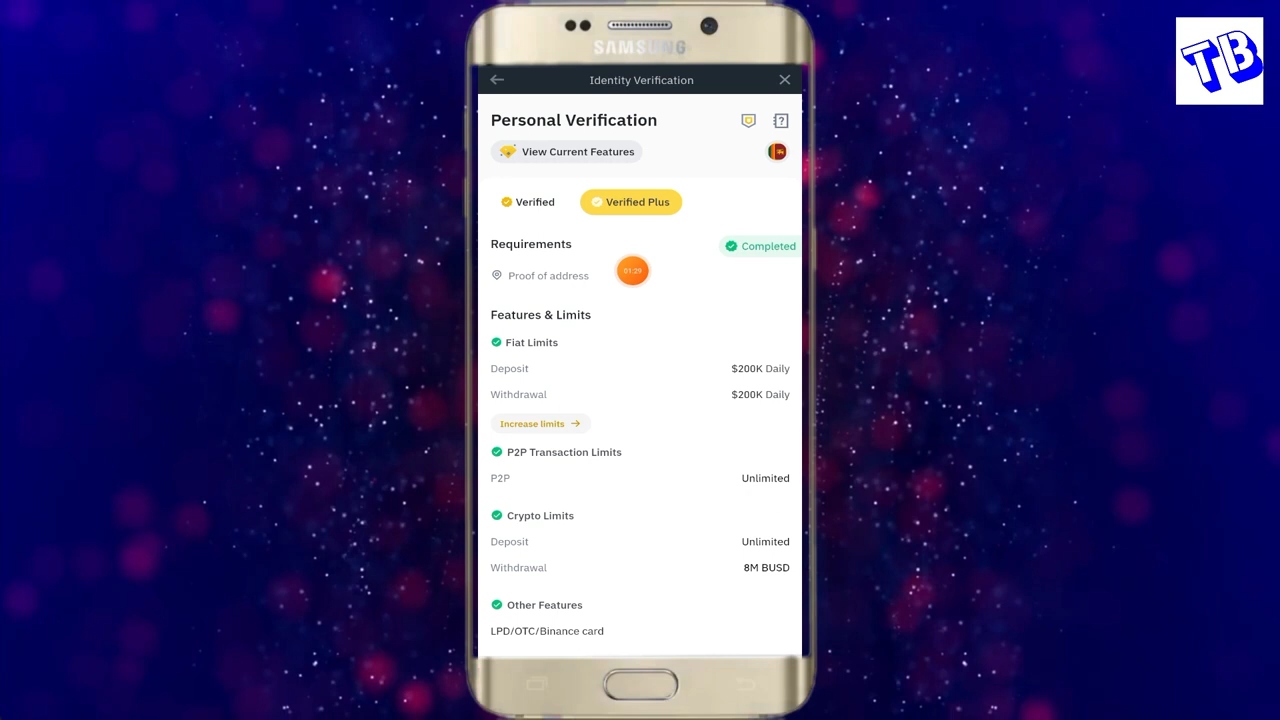 SAMSUNG
TB
Identity Verification
Personal Verification
View Current Features
Verified
Verified Plus
Requirements
Completed
Proof of address
01:29
Features & Limits
Fiat Limits
Deposit $200K Daily
Withdrawal $200K Daily
Increase limits →
P2P Transaction Limits
P2P Unlimited
Crypto Limits
Deposit Unlimited
Withdrawal 8M BUSD
Other Features
LPD/OTC/Binance card